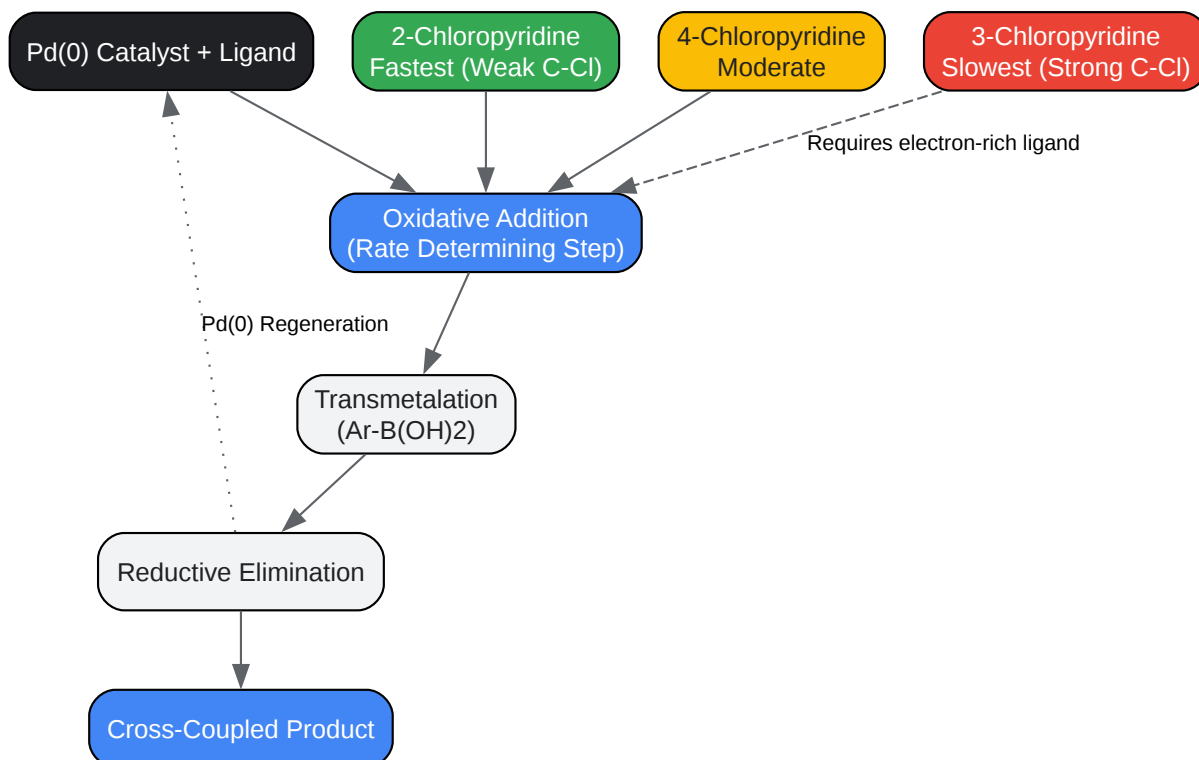 Pd(0) Catalyst + Ligand
2-Chloropyridine
Fastest (Weak C-Cl)
4-Chloropyridine
Moderate
3-Chloropyridine
Slowest (Strong C-Cl)
Requires electron-rich ligand
Oxidative Addition
(Rate Determining Step)
Pd(0) Regeneration
Transmetalation
(Ar-B(OH)2)
Reductive Elimination
Cross-Coupled Product